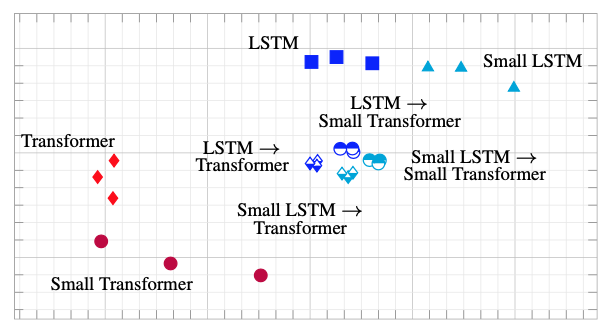 LSTM
Small LSTM
LSTM →
Small Transformer
Transformer
LSTM →
Transformer
Small LSTM →
Small Transformer
Small LSTM →
Transformer
Small Transformer